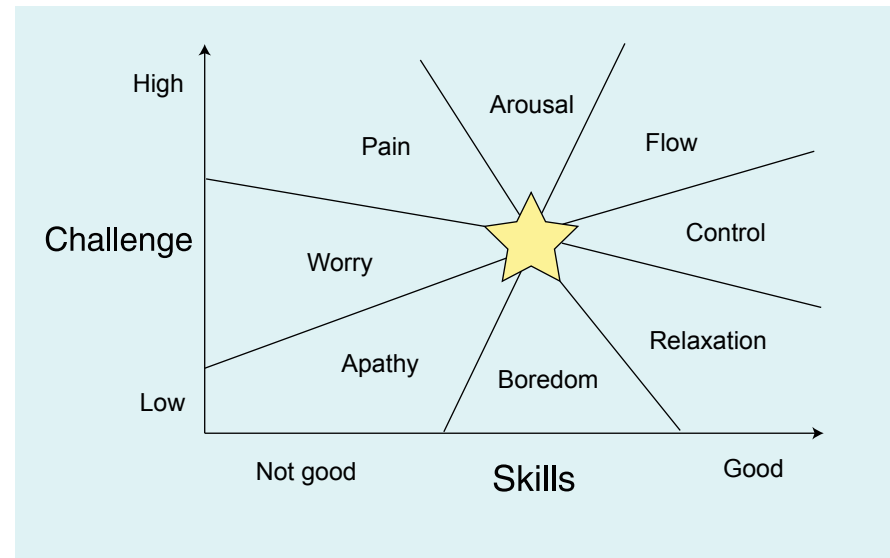 High
Arousal
Pain
Flow
Challenge
Control
Worry
Relaxation
Apathy
Boredom
Low
Not good
Skills
Good